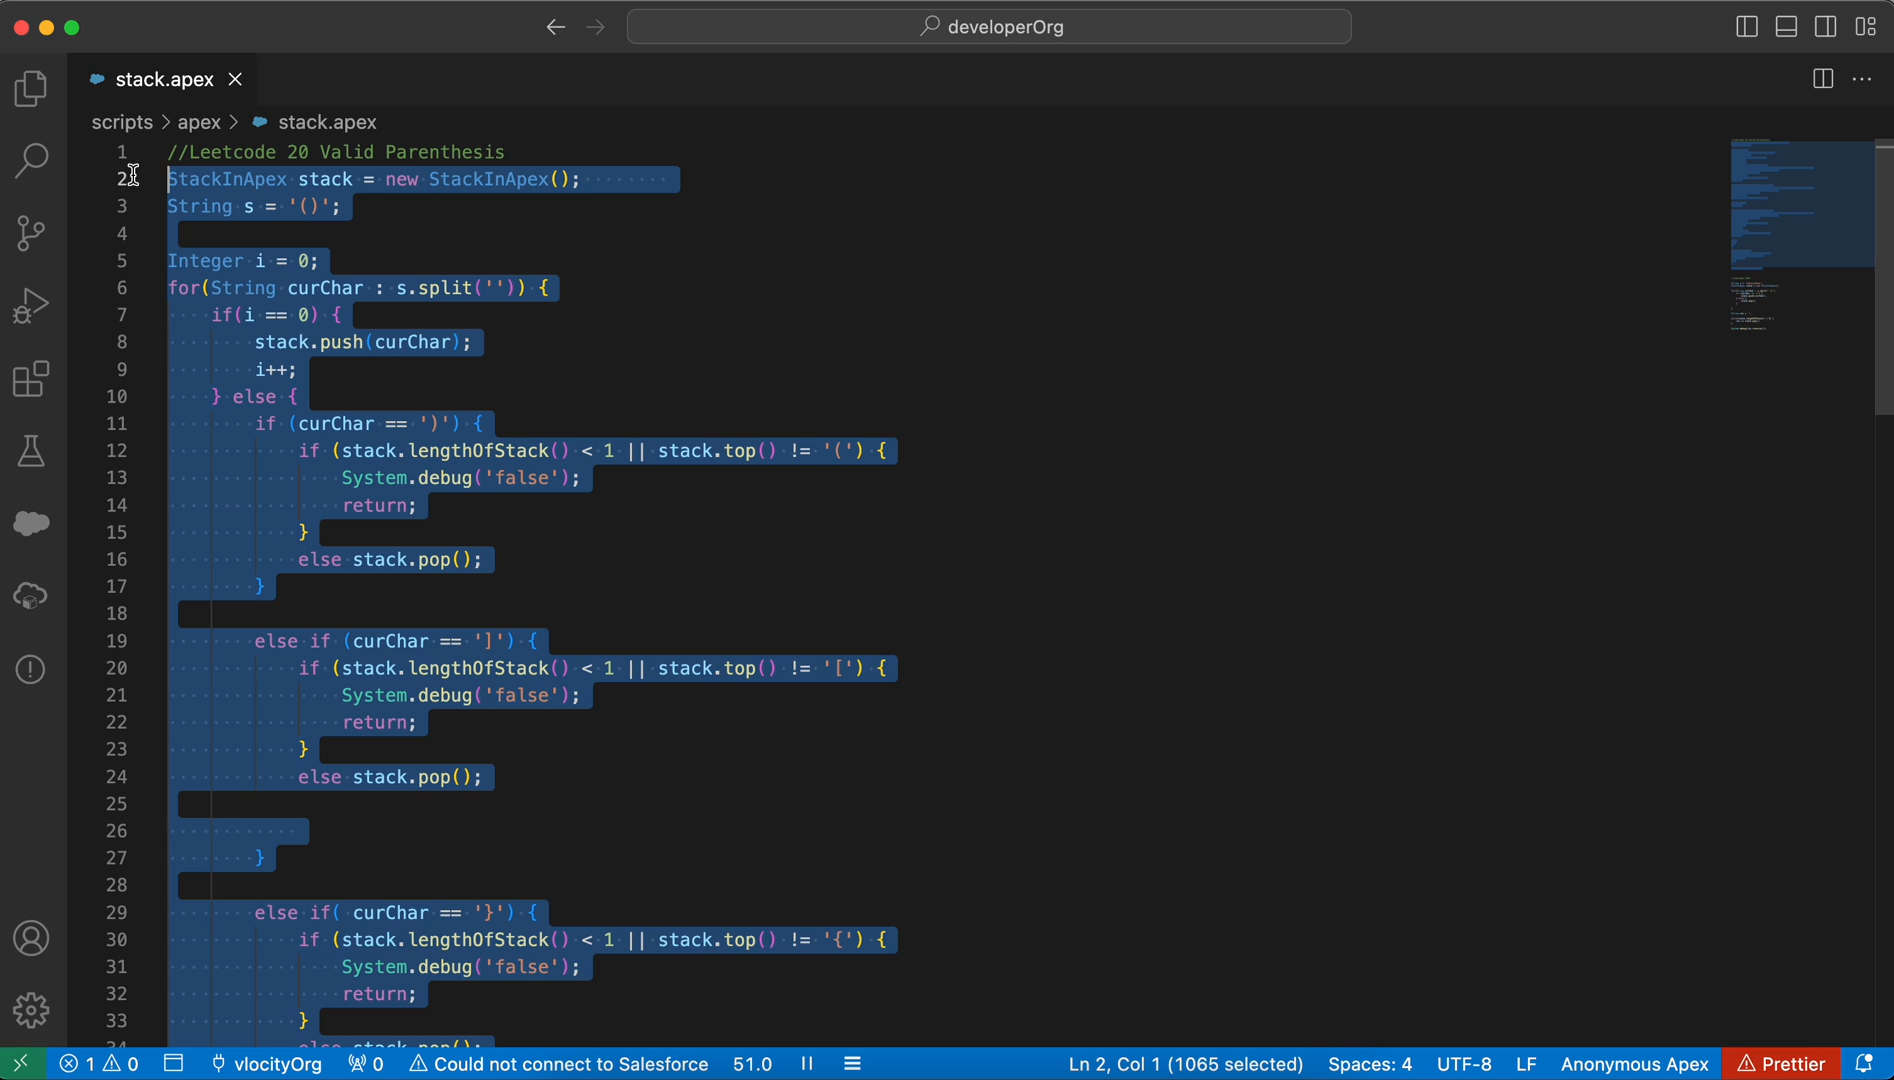 developerOrg
stack.apex
scripts > apex > stack.apex
1 //Leetcode 20 Valid Parenthesis
2 StackInApex stack = new StackInApex();
3 String s = '()';
4
5 Integer i = 0;
6 for(String curChar : s.split('')) {
7 if(i == 0) {
8 stack.push(curChar);
9 i++;
10 } else {
11 if (curChar == ')') {
12 if (stack.lengthOfStack() < 1 || stack.top() != '(') {
13 System.debug('false');
14 return;
15 }
16 else stack.pop();
17 }
18
19 else if (curChar == ']') {
20 if (stack.lengthOfStack() < 1 || stack.top() != '[') {
21 System.debug('false');
22 return;
23 }
24 else stack.pop();
25
26
27 }
28
29 else if( curChar == '}') {
30 if (stack.lengthOfStack() < 1 || stack.top() != '{') {
31 System.debug('false');
32 return;
33 }
34 else stack.pop();
1 0 vlocityOrg 0 Could not connect to Salesforce 51.0 Ln 2, Col 1 (1065 selected) Spaces: 4 UTF-8 LF Anonymous Apex Prettier